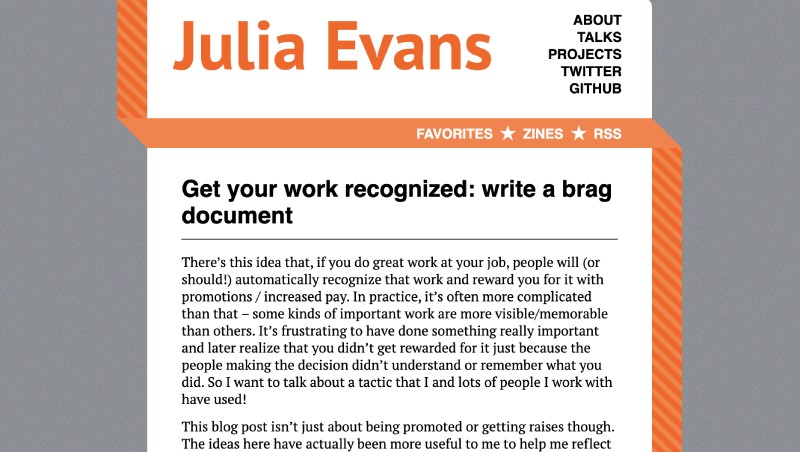 Julia Evans
ABOUT
TALKS
PROJECTS
TWITTER
GITHUB
FAVORITES ★ ZINES ★ RSS
Get your work recognized: write a brag
document
There’s this idea that, if you do great work at your job, people will (or
should!) automatically recognize that work and reward you for it with
promotions / increased pay. In practice, it’s often more complicated
than that – some kinds of important work are more visible/memorable
than others. It’s frustrating to have done something really important
and later realize that you didn’t get rewarded for it just because the
people making the decision didn’t understand or remember what you
did. So I want to talk about a tactic that I and lots of people I work with
have used!
This blog post isn’t just about being promoted or getting raises though.
The ideas here have actually been more useful to me to help me reflect